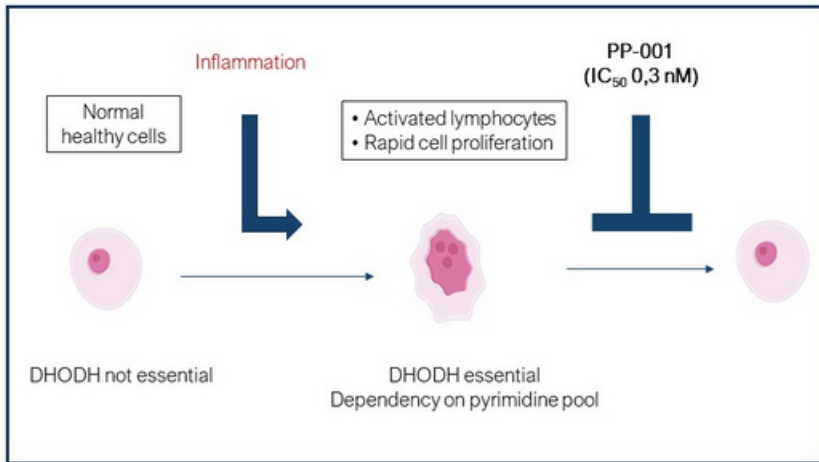 Inflammation
PP-001
(IC₅₀ 0,3 nM)
Normal
healthy cells
• Activated lymphocytes
• Rapid cell proliferation
DHODH not essential
DHODH essential
Dependency on pyrimidine pool